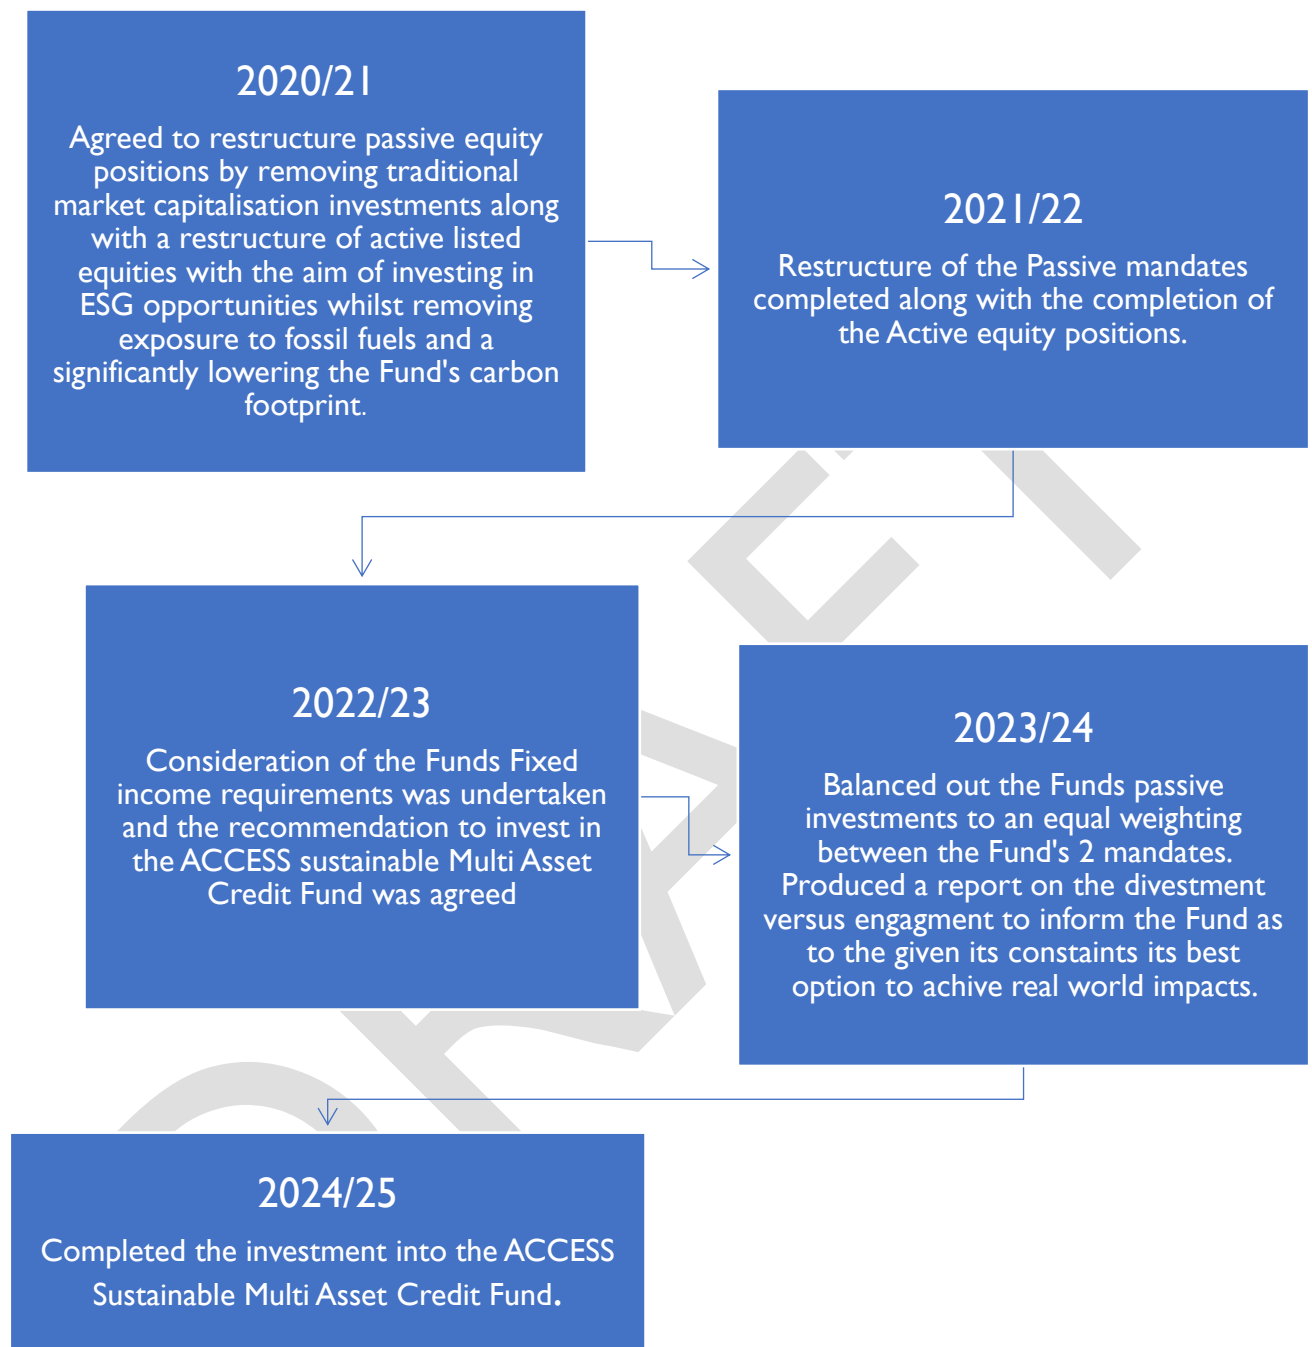 2020/21
Agreed to restructure passive equity
positions by removing traditional
market capitalisation investments along
with a restructure of active listed
equities with the aim of investing in
ESG opportunities whilst removing
exposure to fossil fuels and a
significantly lowering the Fund's carbon
footprint.
2021/22
Restructure of the Passive mandates
completed along with the completion of
the Active equity positions.
2022/23
Consideration of the Funds Fixed
income requirements was undertaken
and the recommendation to invest in
the ACCESS sustainable Multi Asset
Credit Fund was agreed
2023/24
Balanced out the Funds passive
investments to an equal weighting
between the Fund's 2 mandates.
Produced a report on the divestment
versus engagment to inform the Fund as
to the given its constaints its best
option to achive real world impacts.
2024/25
Completed the investment into the ACCESS
Sustainable Multi Asset Credit Fund.